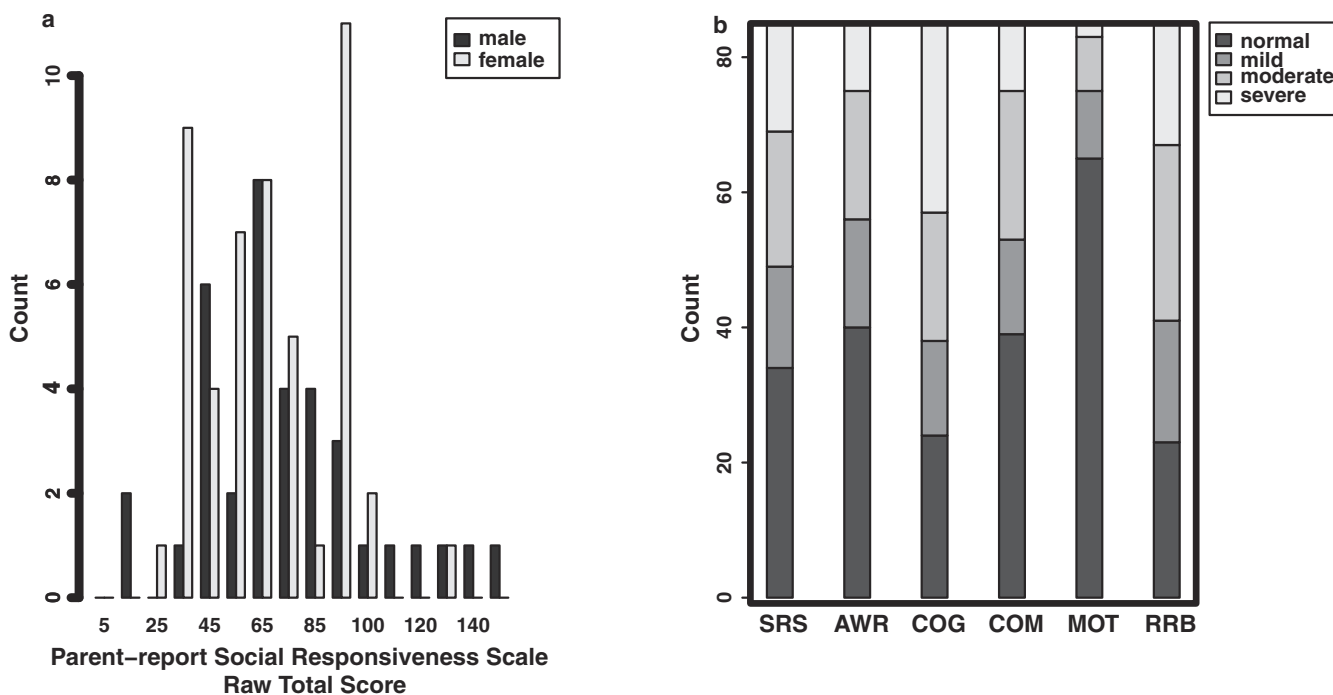 a
male
female
10
8
6
4
2
0
Count
5 25 45 65 85 100 120 140
Parent–report Social Responsiveness Scale
Raw Total Score
b
normal
mild
moderate
severe
80
60
40
20
0
Count
SRS AWR COG COM MOT RRB